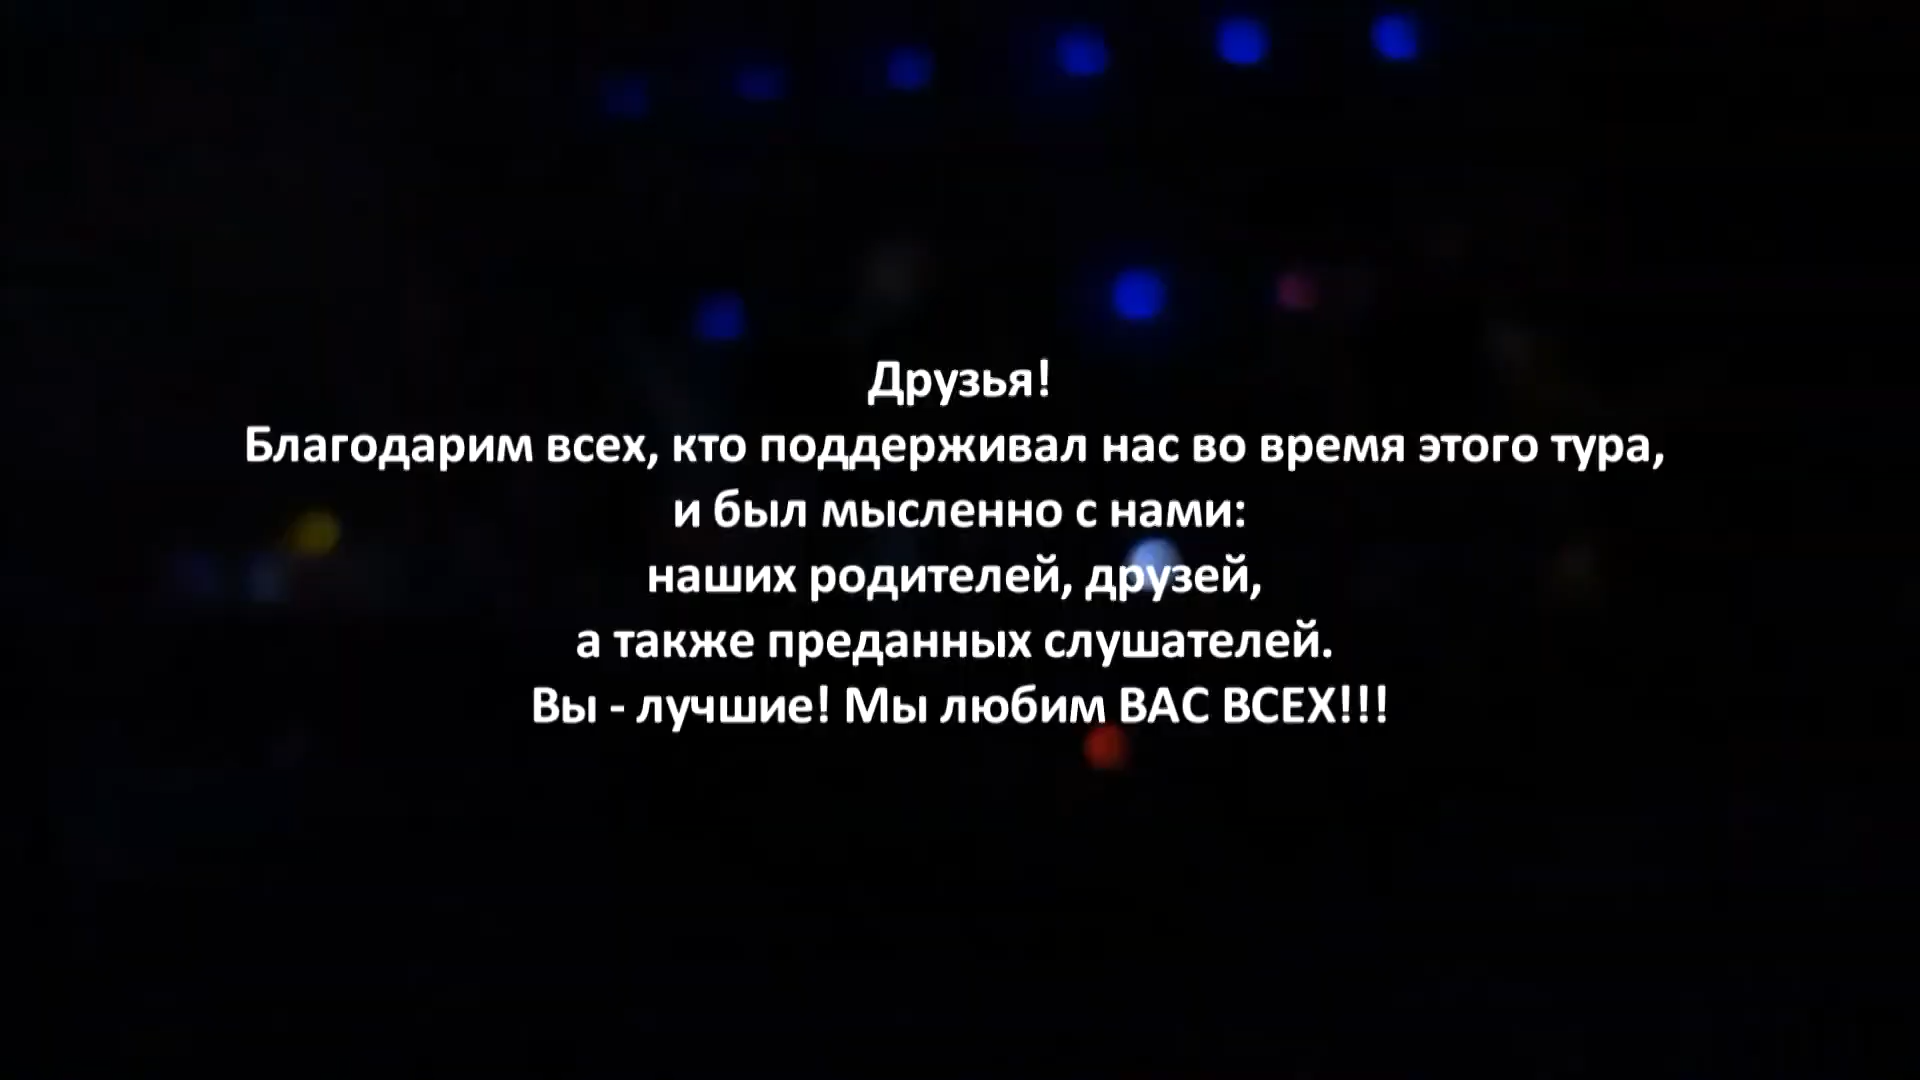 Друзья!
Благодарим всех, кто поддерживал нас во время этого тура,
и был мысленно с нами:
наших родителей, друзей,
а также преданных слушателей.
Вы - лучшие! Мы любим ВАС ВСЕХ!!!